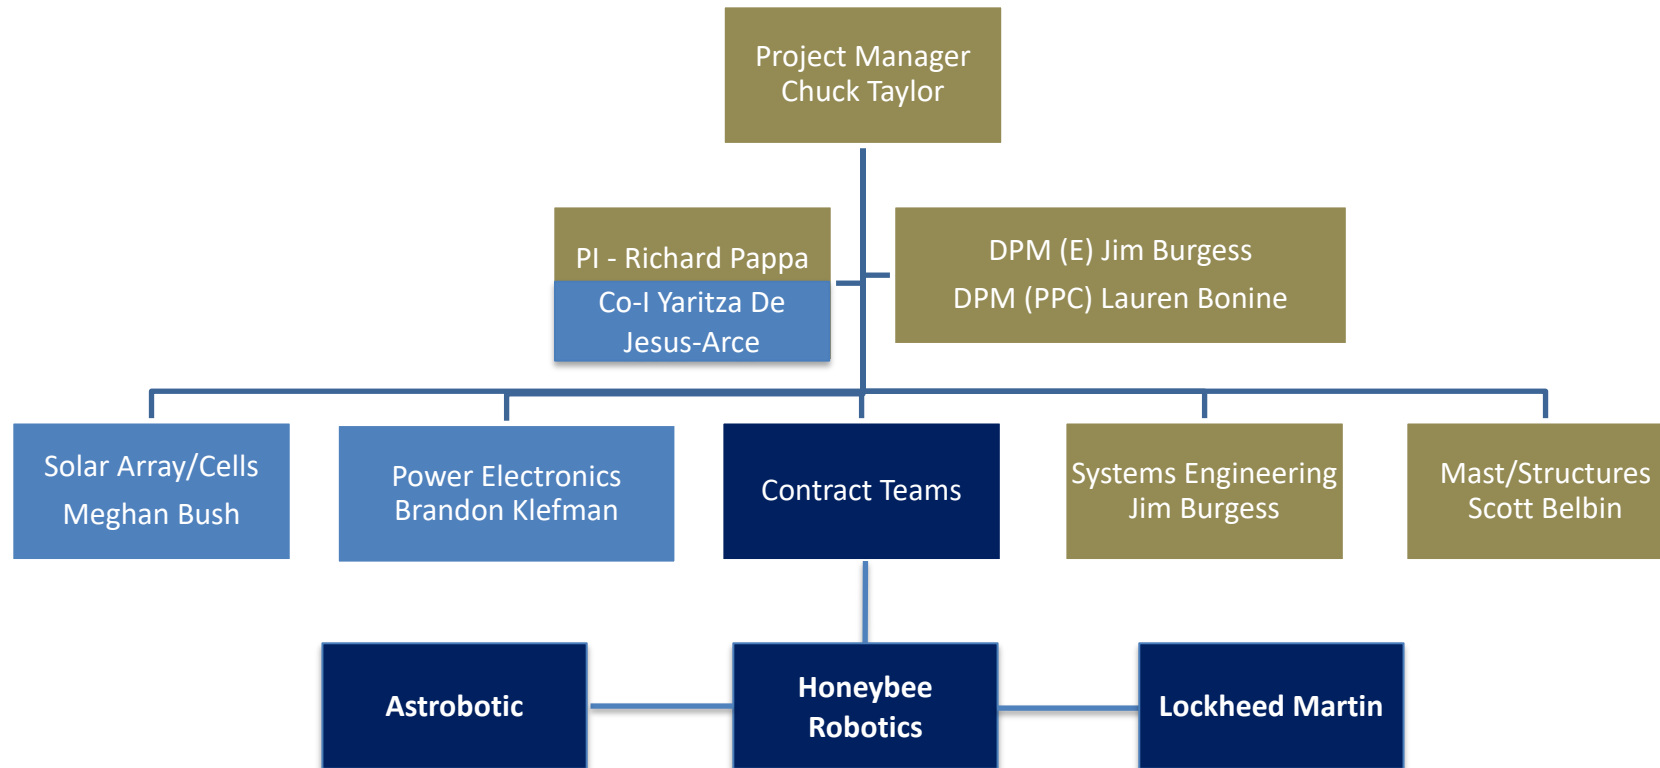 Project Manager
Chuck Taylor
PI - Richard Pappa
Co-I Yaritza De
Jesus-Arce
DPM (E) Jim Burgess
DPM (PPC) Lauren Bonine
Solar Array/Cells
Meghan Bush
Power Electronics
Brandon Klefman
Contract Teams
Systems Engineering
Jim Burgess
Mast/Structures
Scott Belbin
Astrobotic
Honeybee
Robotics
Lockheed Martin